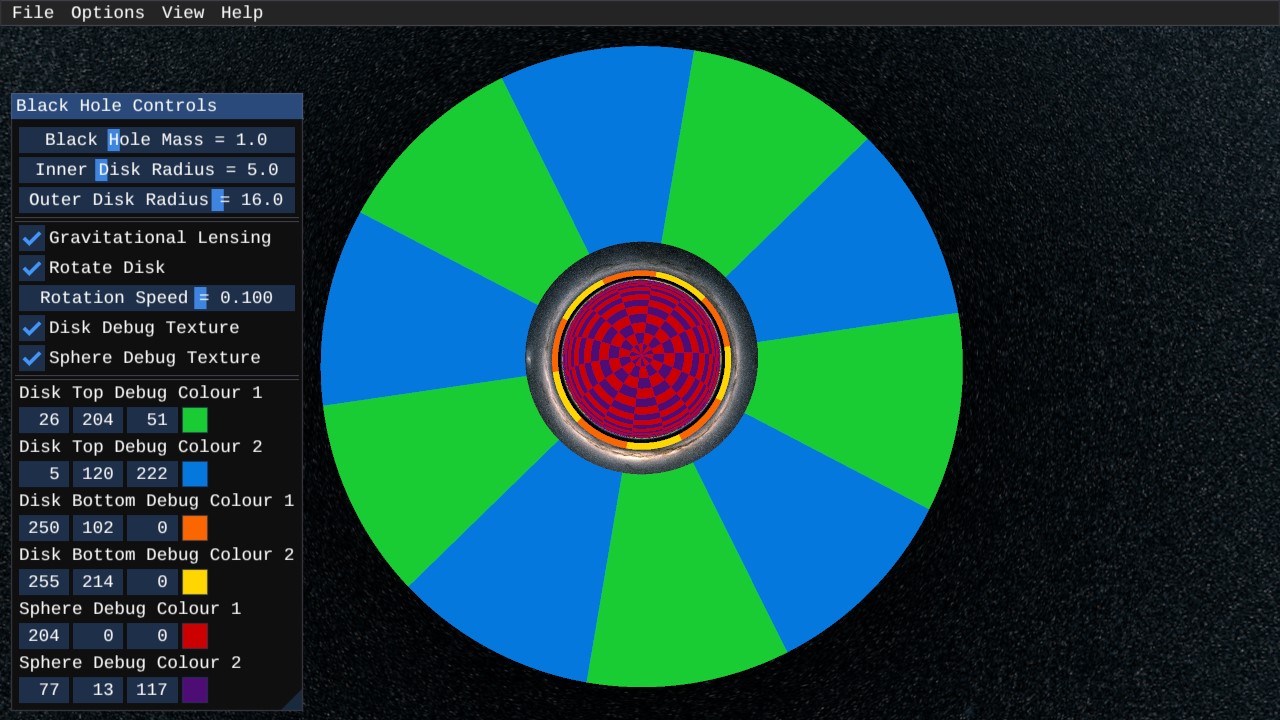 File Options View Help
Black Hole Controls
Black Hole Mass = 1.0
Inner Disk Radius = 5.0
Outer Disk Radius = 16.0
Gravitational Lensing
Rotate Disk
Rotation Speed = 0.100
Disk Debug Texture
Sphere Debug Texture
Disk Top Debug Colour 1
26 204 51
Disk Top Debug Colour 2
5 120 222
Disk Bottom Debug Colour 1
250 102 0
Disk Bottom Debug Colour 2
255 214 0
Sphere Debug Colour 1
204 0 0
Sphere Debug Colour 2
77 13 117